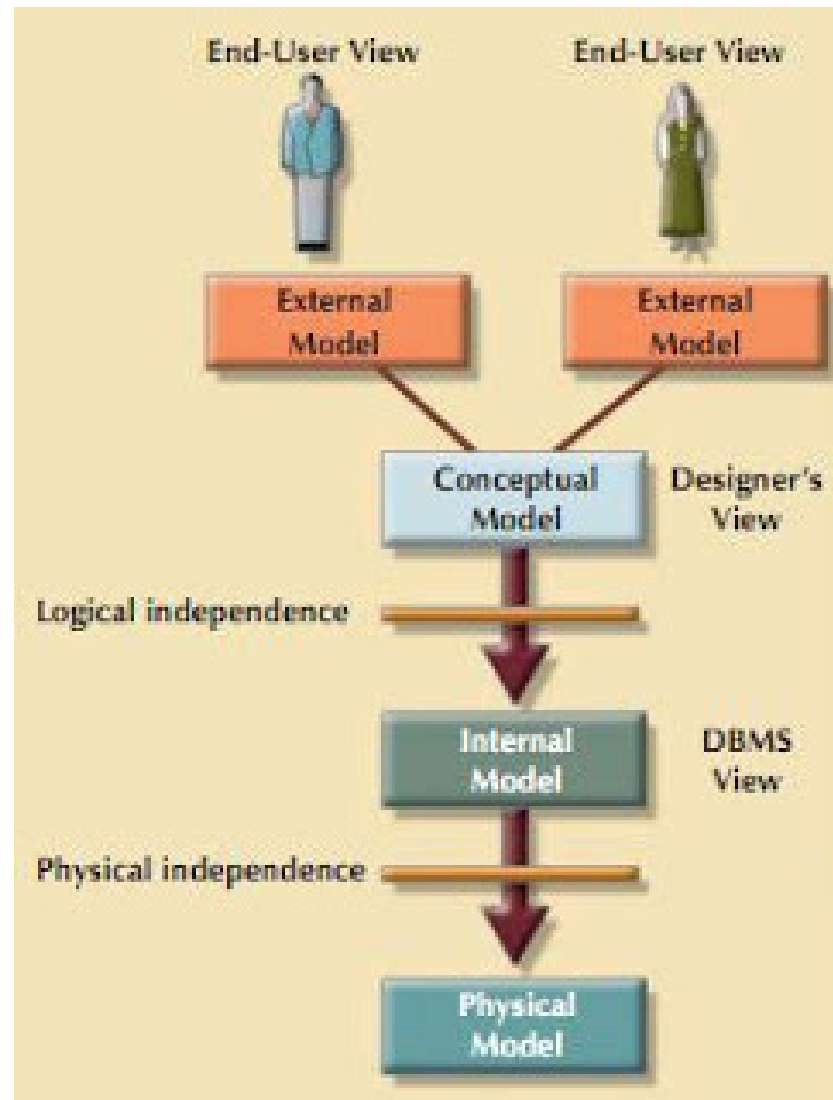 End-User View
End-User View
External
Model
External
Model
Conceptual
Model
Designer's
View
Logical independence
Internal
Model
DBMS
View
Physical independence
Physical
Model